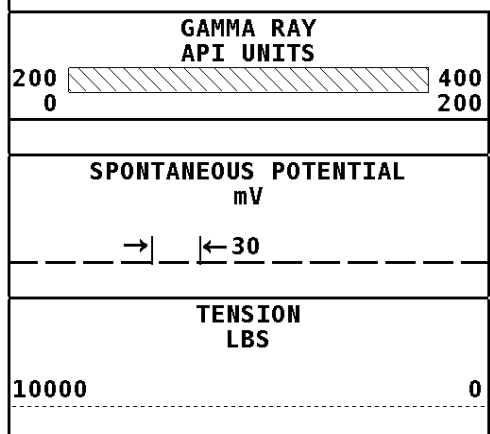 GAMMA RAY
API UNITS
200 400
0 200
SPONTANEOUS POTENTIAL
mV
→| |←30
TENSION
LBS
10000 0